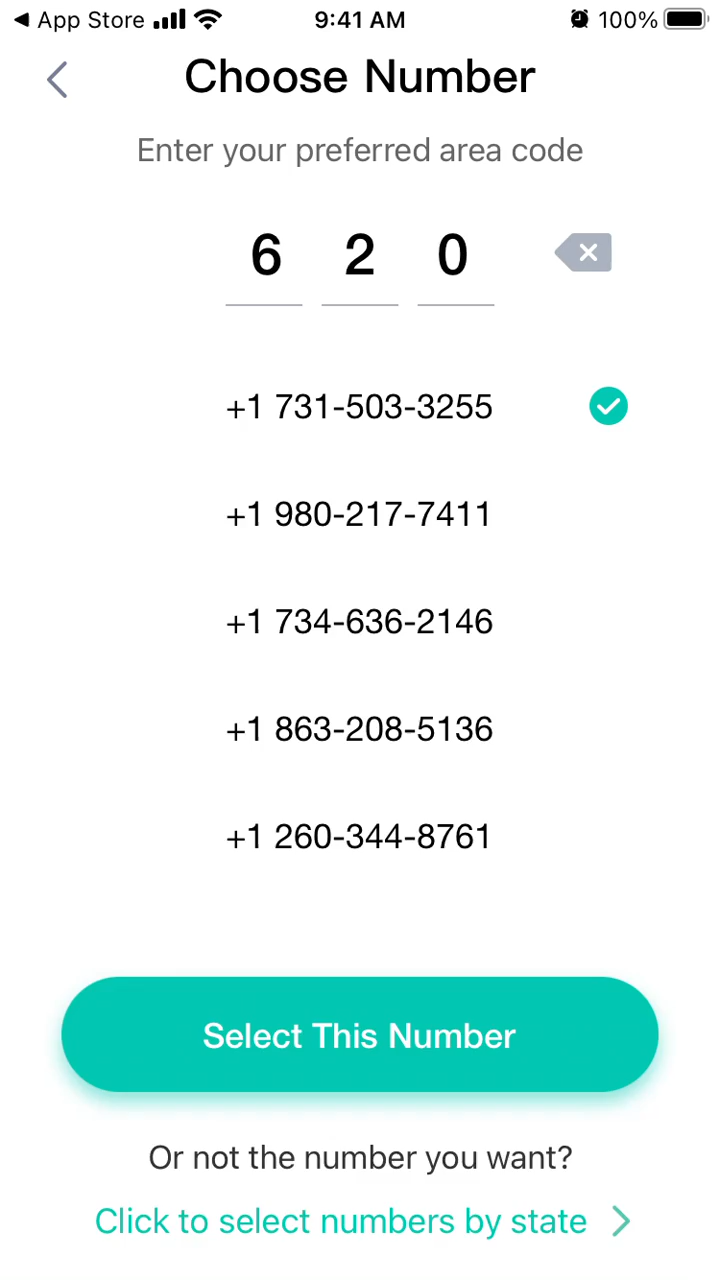 App Store 9:41 AM 100%
Choose Number
Enter your preferred area code
6 2 0
+1 731-503-3255
+1 980-217-7411
+1 734-636-2146
+1 863-208-5136
+1 260-344-8761
Select This Number
Or not the number you want?
Click to select numbers by state